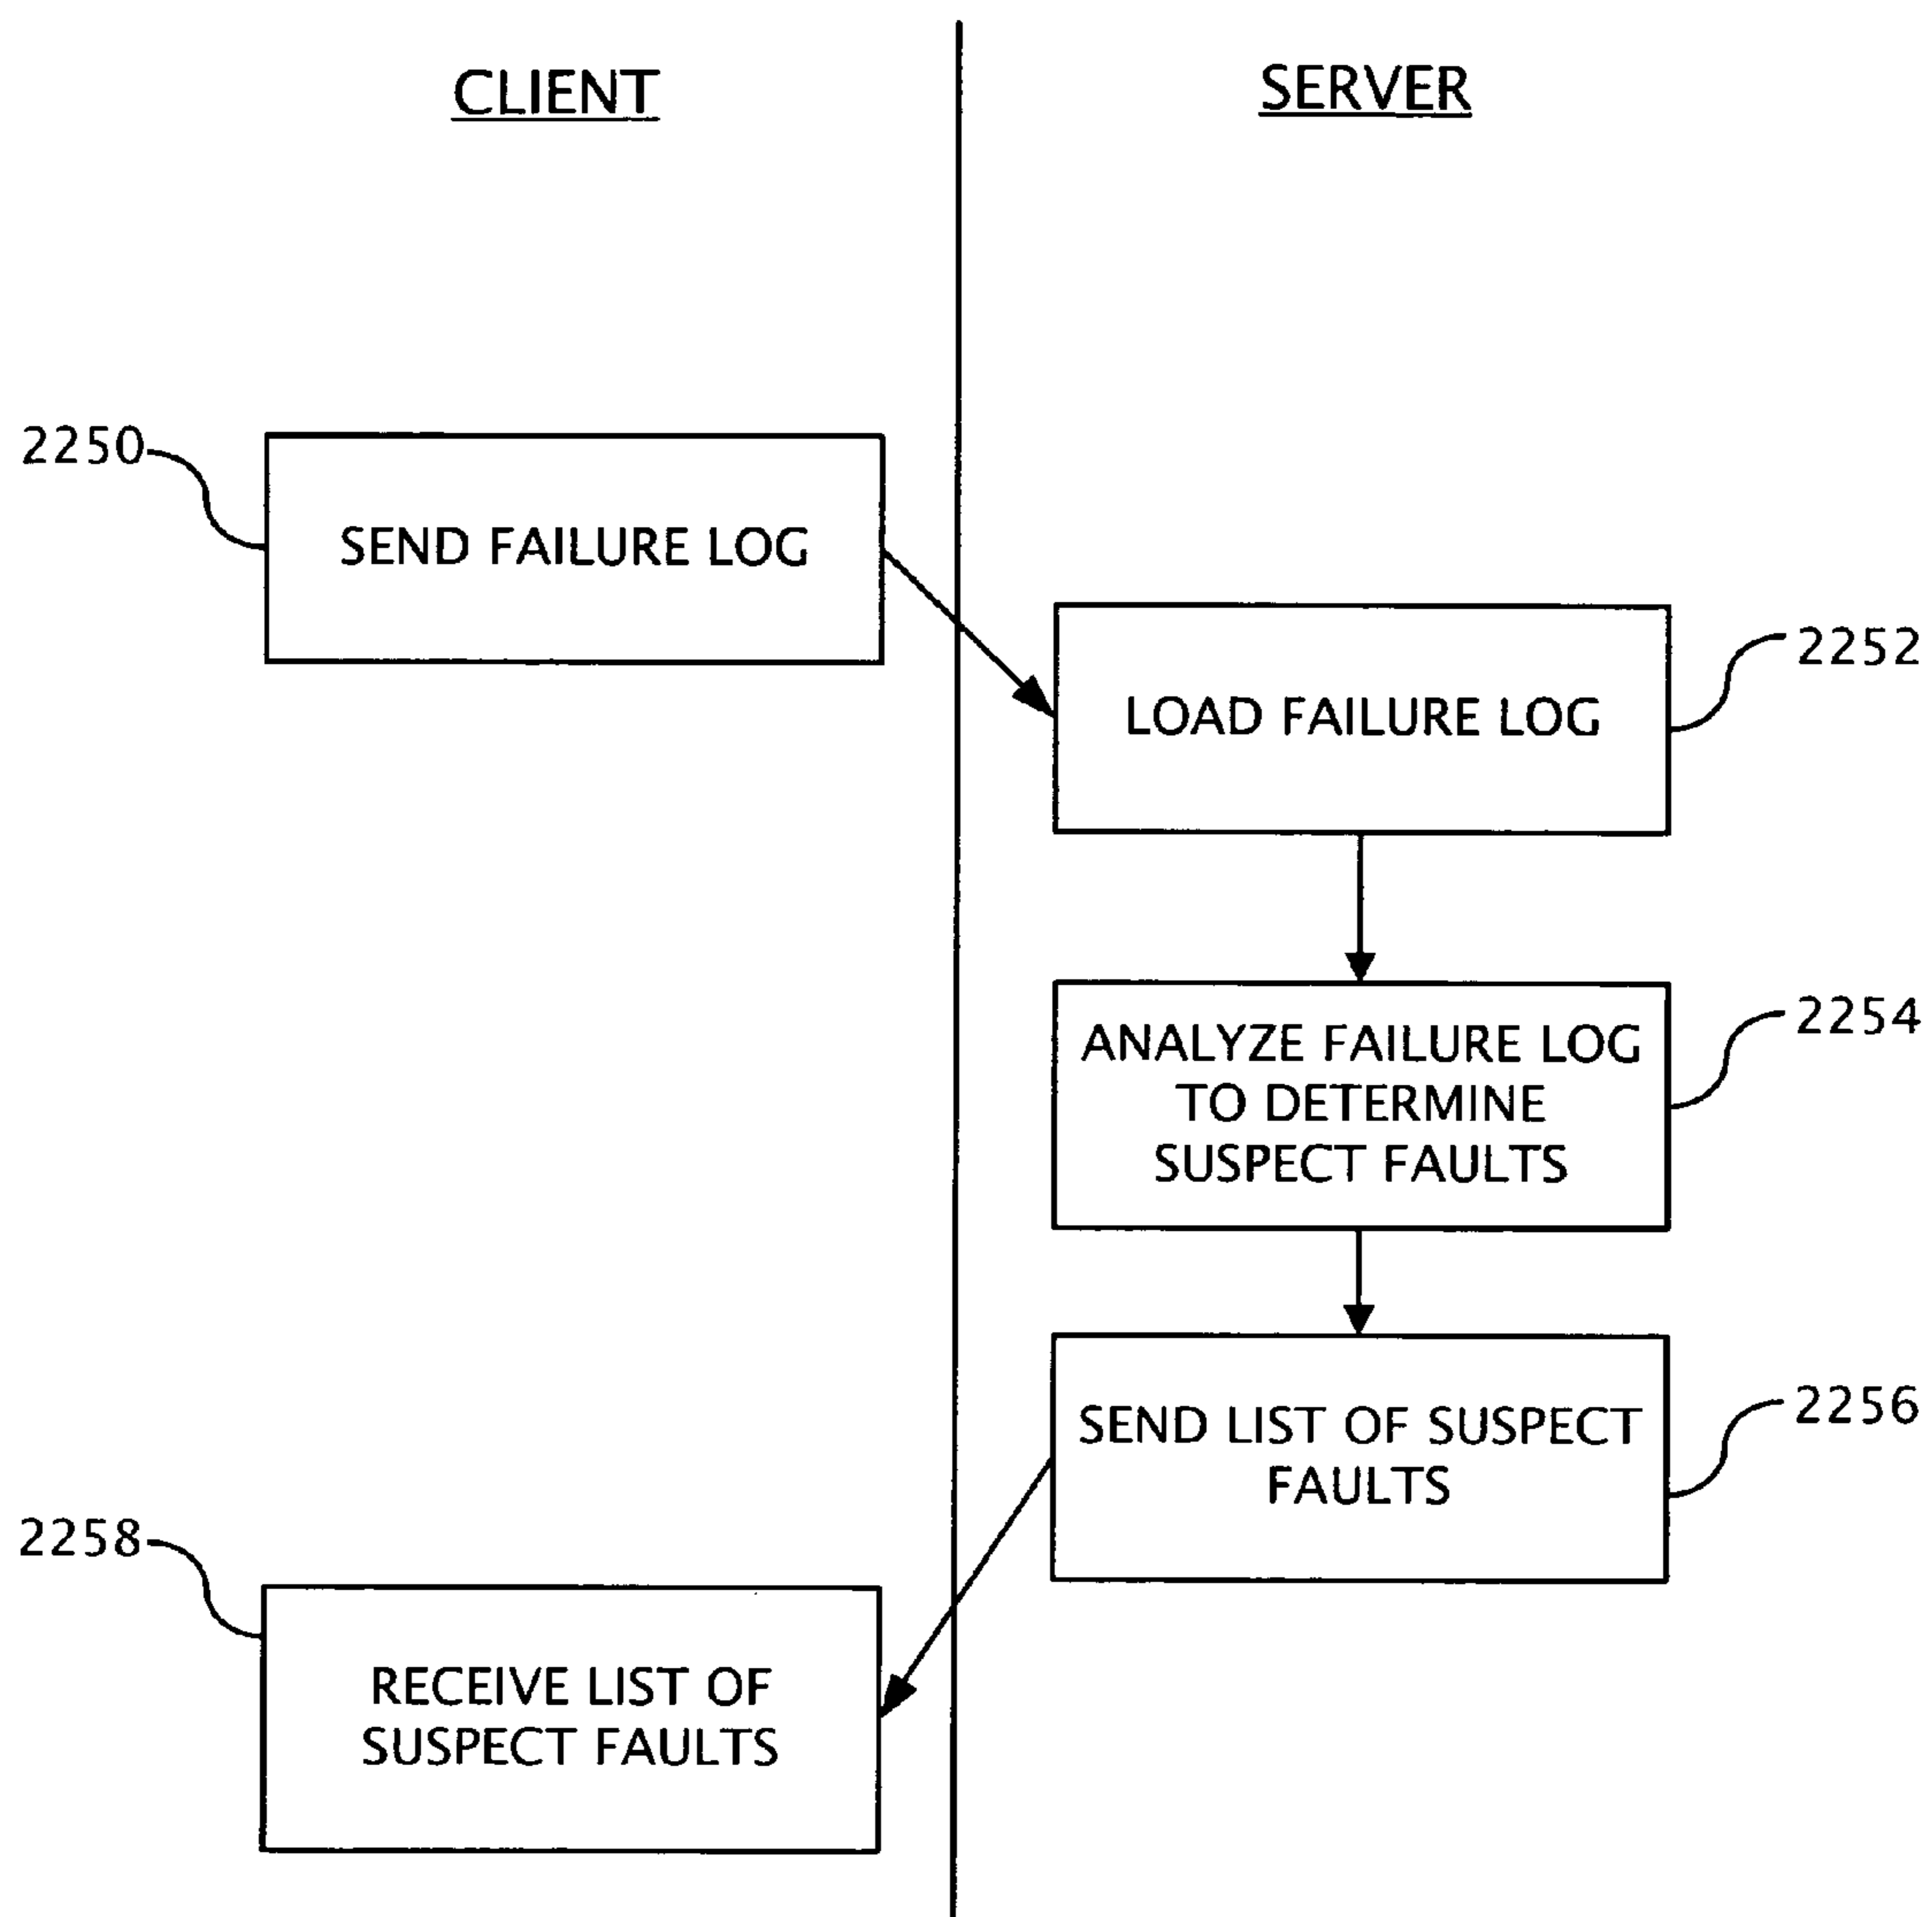 CLIENT
SERVER
2250
SEND FAILURE LOG
2252
LOAD FAILURE LOG
2254
ANALYZE FAILURE LOG
TO DETERMINE
SUSPECT FAULTS
2256
SEND LIST OF SUSPECT
FAULTS
2258
RECEIVE LIST OF
SUSPECT FAULTS